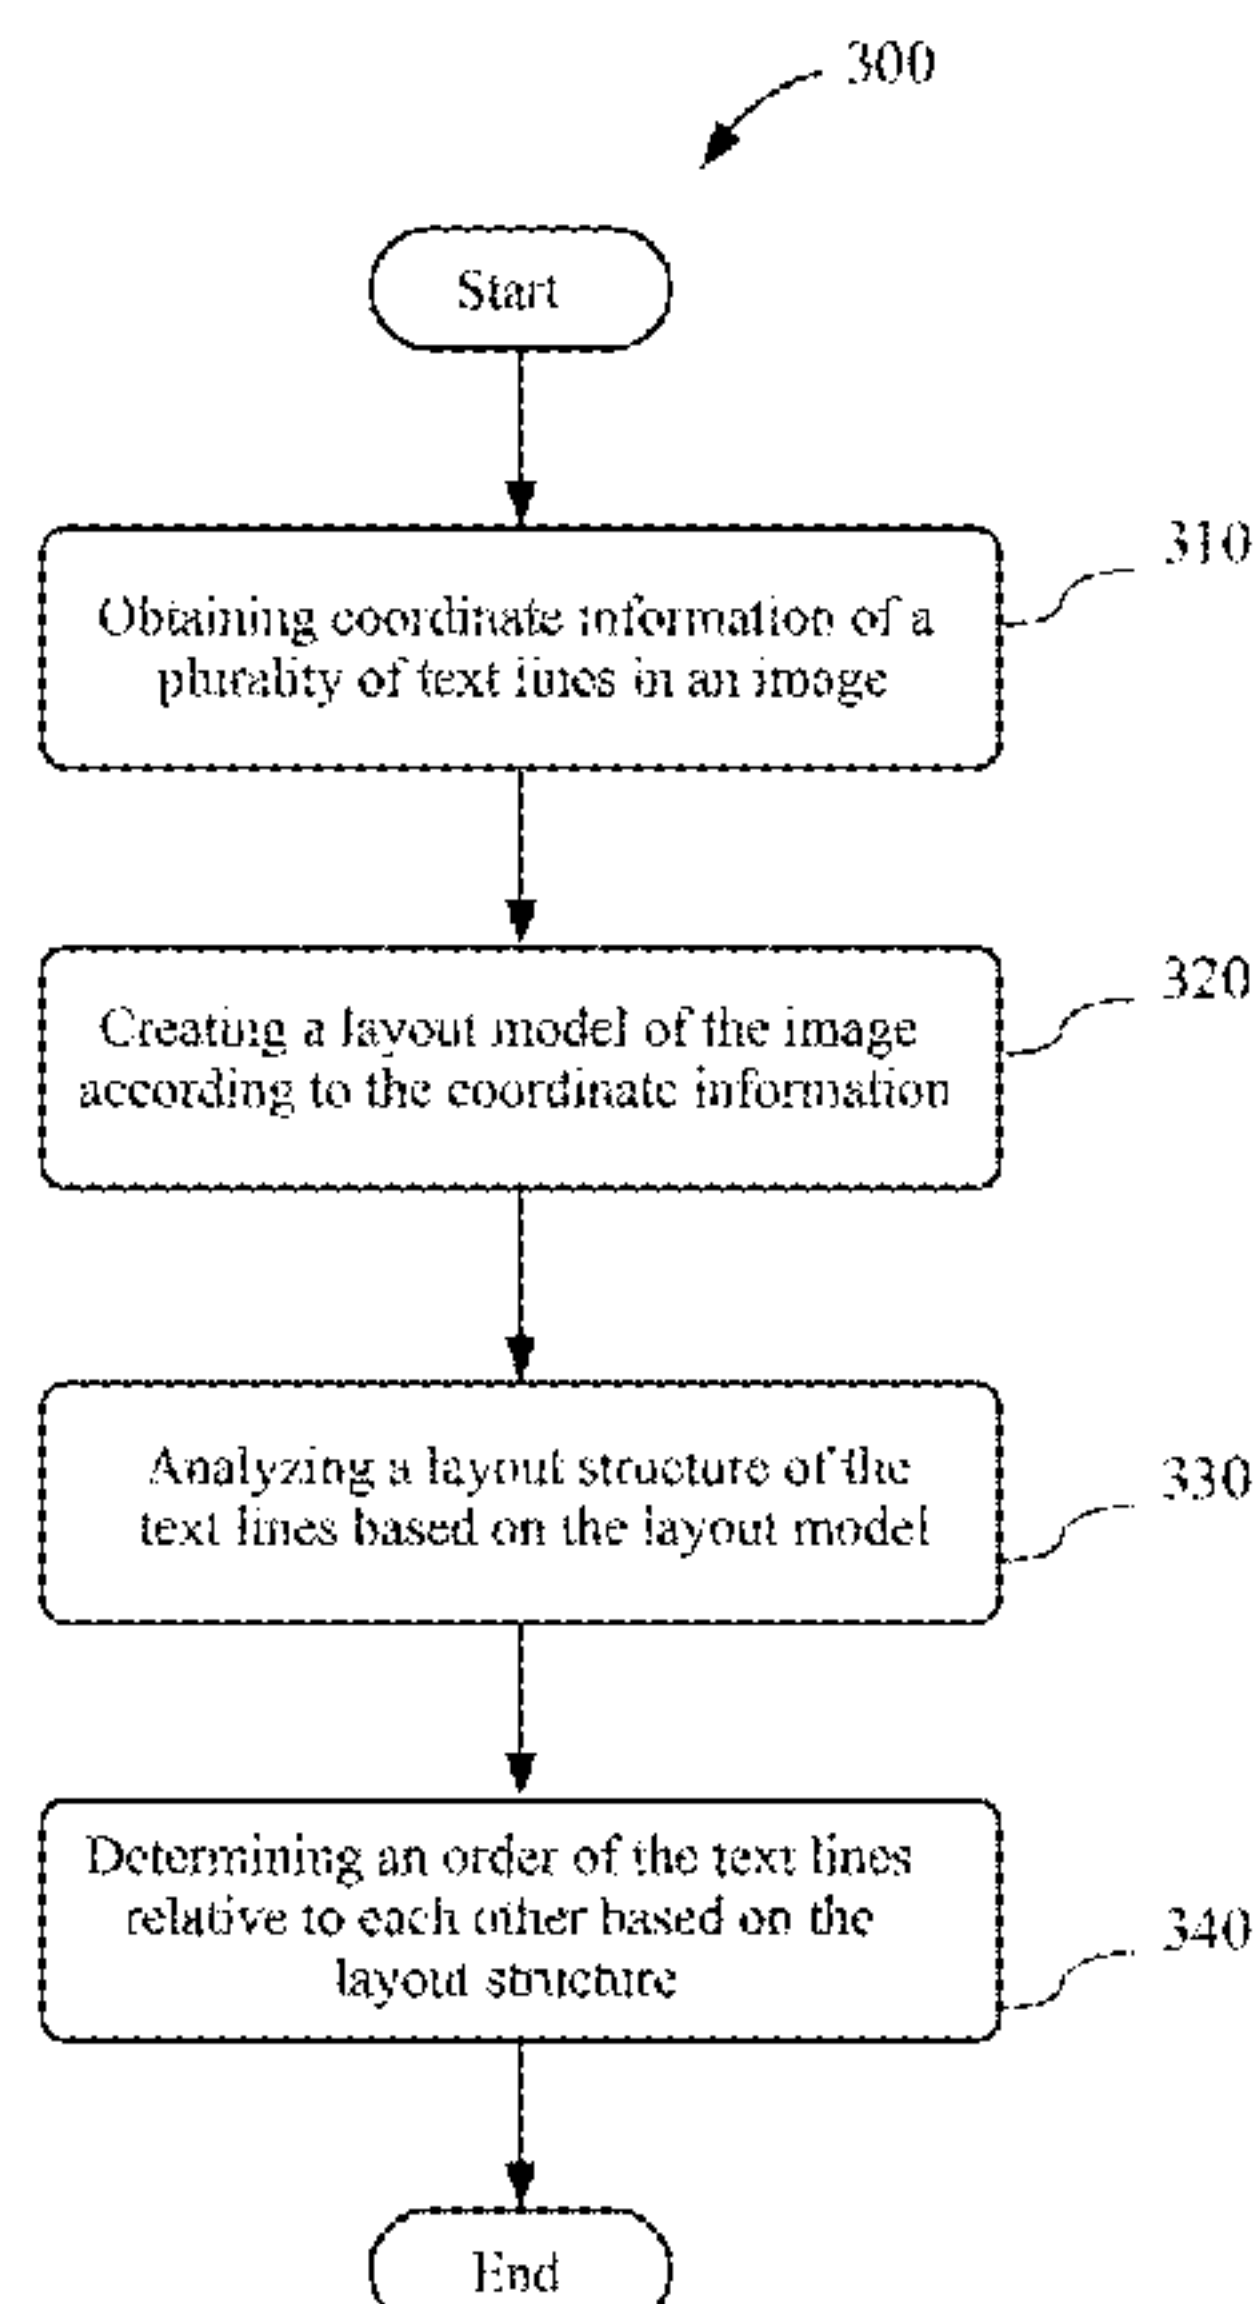 300
Start
310
Obtaining coordinate information of a
plurality of text lines in an image
320
Creating a layout model of the image
according to the coordinate information
330
Analyzing a layout structure of the
text lines based on the layout model
Determining an order of the text lines
relative to each other based on the
340
layout structure
End